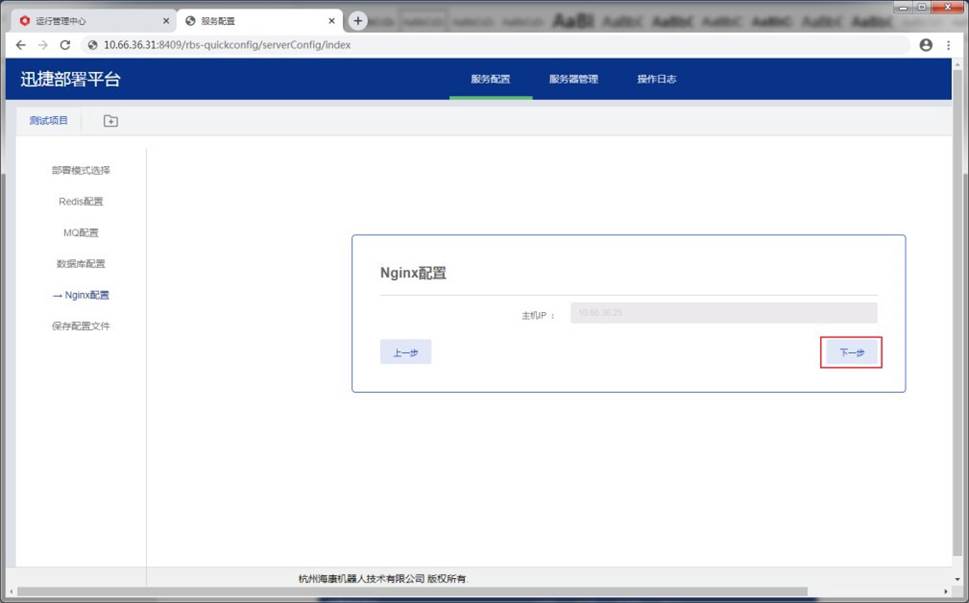 运行管理中心
服务配置
10.66.36.31:8409/rbs-quickconfig/serverConfig/index
迅捷部署平台
服务配置
服务器管理
操作日志
测试项目
部署模式选择
Redis配置
MQ配置
数据库配置
→ Nginx配置
保存配置文件
Nginx配置
主机IP ：
10.66.36.25
上一步
下一步
杭州海康机器人技术有限公司 版权所有.